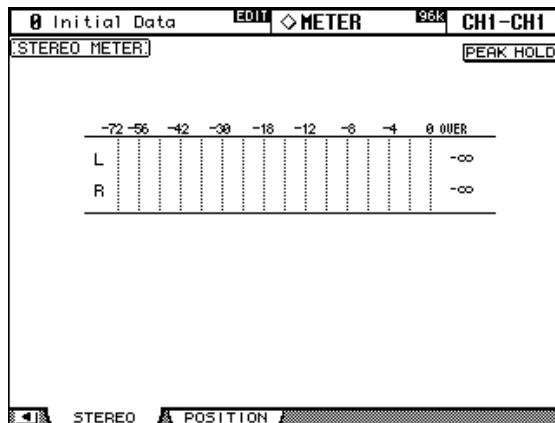 0 Initial Data EDIT ◇METER 96k CH1-CH1
STEREO METER PEAK HOLD
-72 -56 -42 -30 -18 -12 -8 -4 0 OVER
L -∞
R -∞
STEREO POSITION